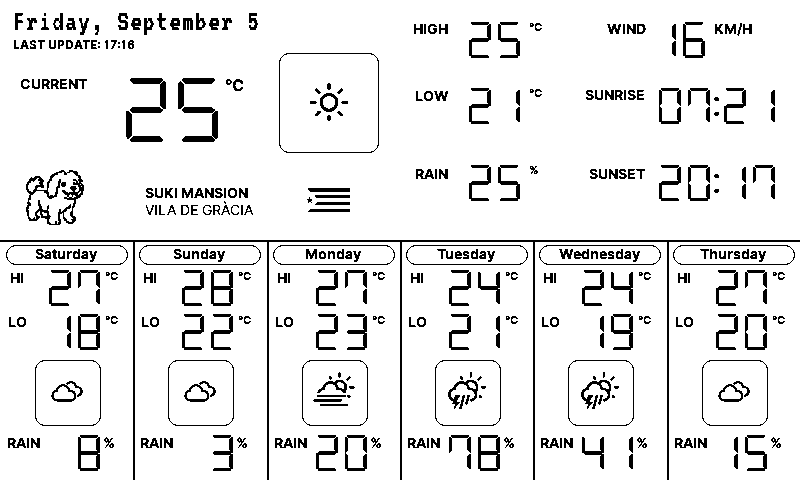 Friday, September 5
LAST UPDATE: 17:16
CURRENT 25 °C
HIGH 25 °C
WIND 16 KM/H
LOW 21 °C
SUNRISE 07:21
RAIN 25 %
SUNSET 20:17
SUKI MANSION
VILA DE GRÀCIA
Saturday
HI 27 °C
LO 18 °C
RAIN 8 %
Sunday
HI 28 °C
LO 22 °C
RAIN 3 %
Monday
HI 27 °C
LO 23 °C
RAIN 20 %
Tuesday
HI 24 °C
LO 21 °C
RAIN 78 %
Wednesday
HI 24 °C
LO 19 °C
RAIN 41 %
Thursday
HI 27 °C
LO 20 °C
RAIN 15 %